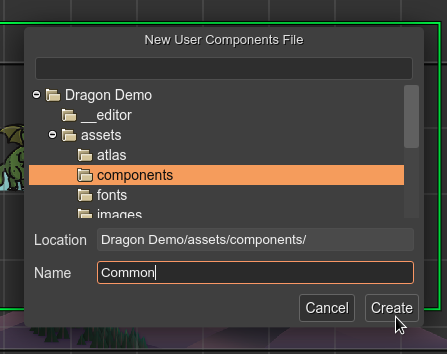 New User Components File
Dragon Demo
__editor
assets
atlas
components
fonts
images
Location Dragon Demo/assets/components/
Name Common
Cancel Create